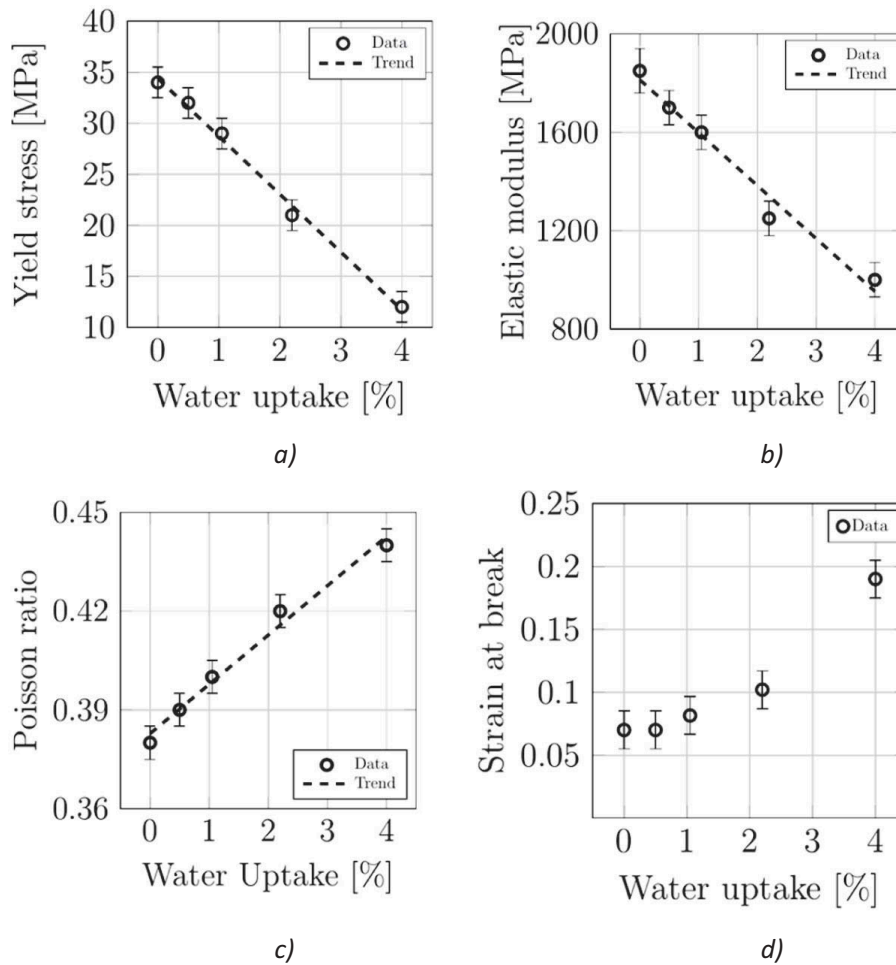 40
35
30
25
20
15
10
Yield stress [MPa]
Data
Trend
0 1 2 3 4
Water uptake [%]
a)
2000
1600
1200
800
Elastic modulus [MPa]
Data
Trend
0 1 2 3 4
Water uptake [%]
b)
0.45
0.42
0.39
0.36
Poisson ratio
Data
Trend
0 1 2 3 4
Water Uptake [%]
c)
0.25
0.2
0.15
0.1
0.05
Strain at break
Data
0 1 2 3 4
Water uptake [%]
d)